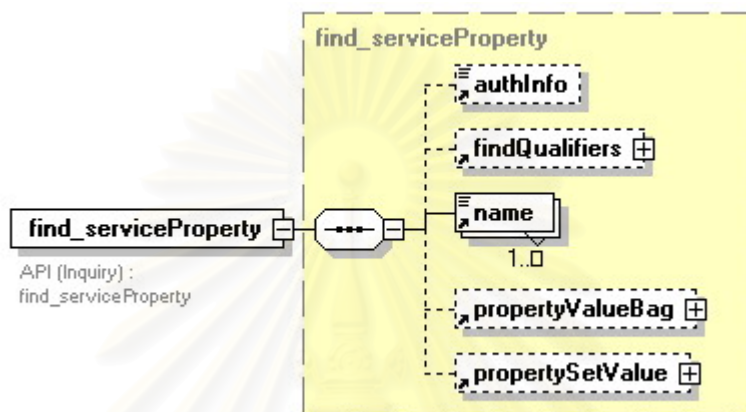 find_serviceProperty
authInfo
findQualifiers
name
1..
propertyValueBag
propertySetValue
find_serviceProperty
API (Inquiry) :
find_serviceProperty